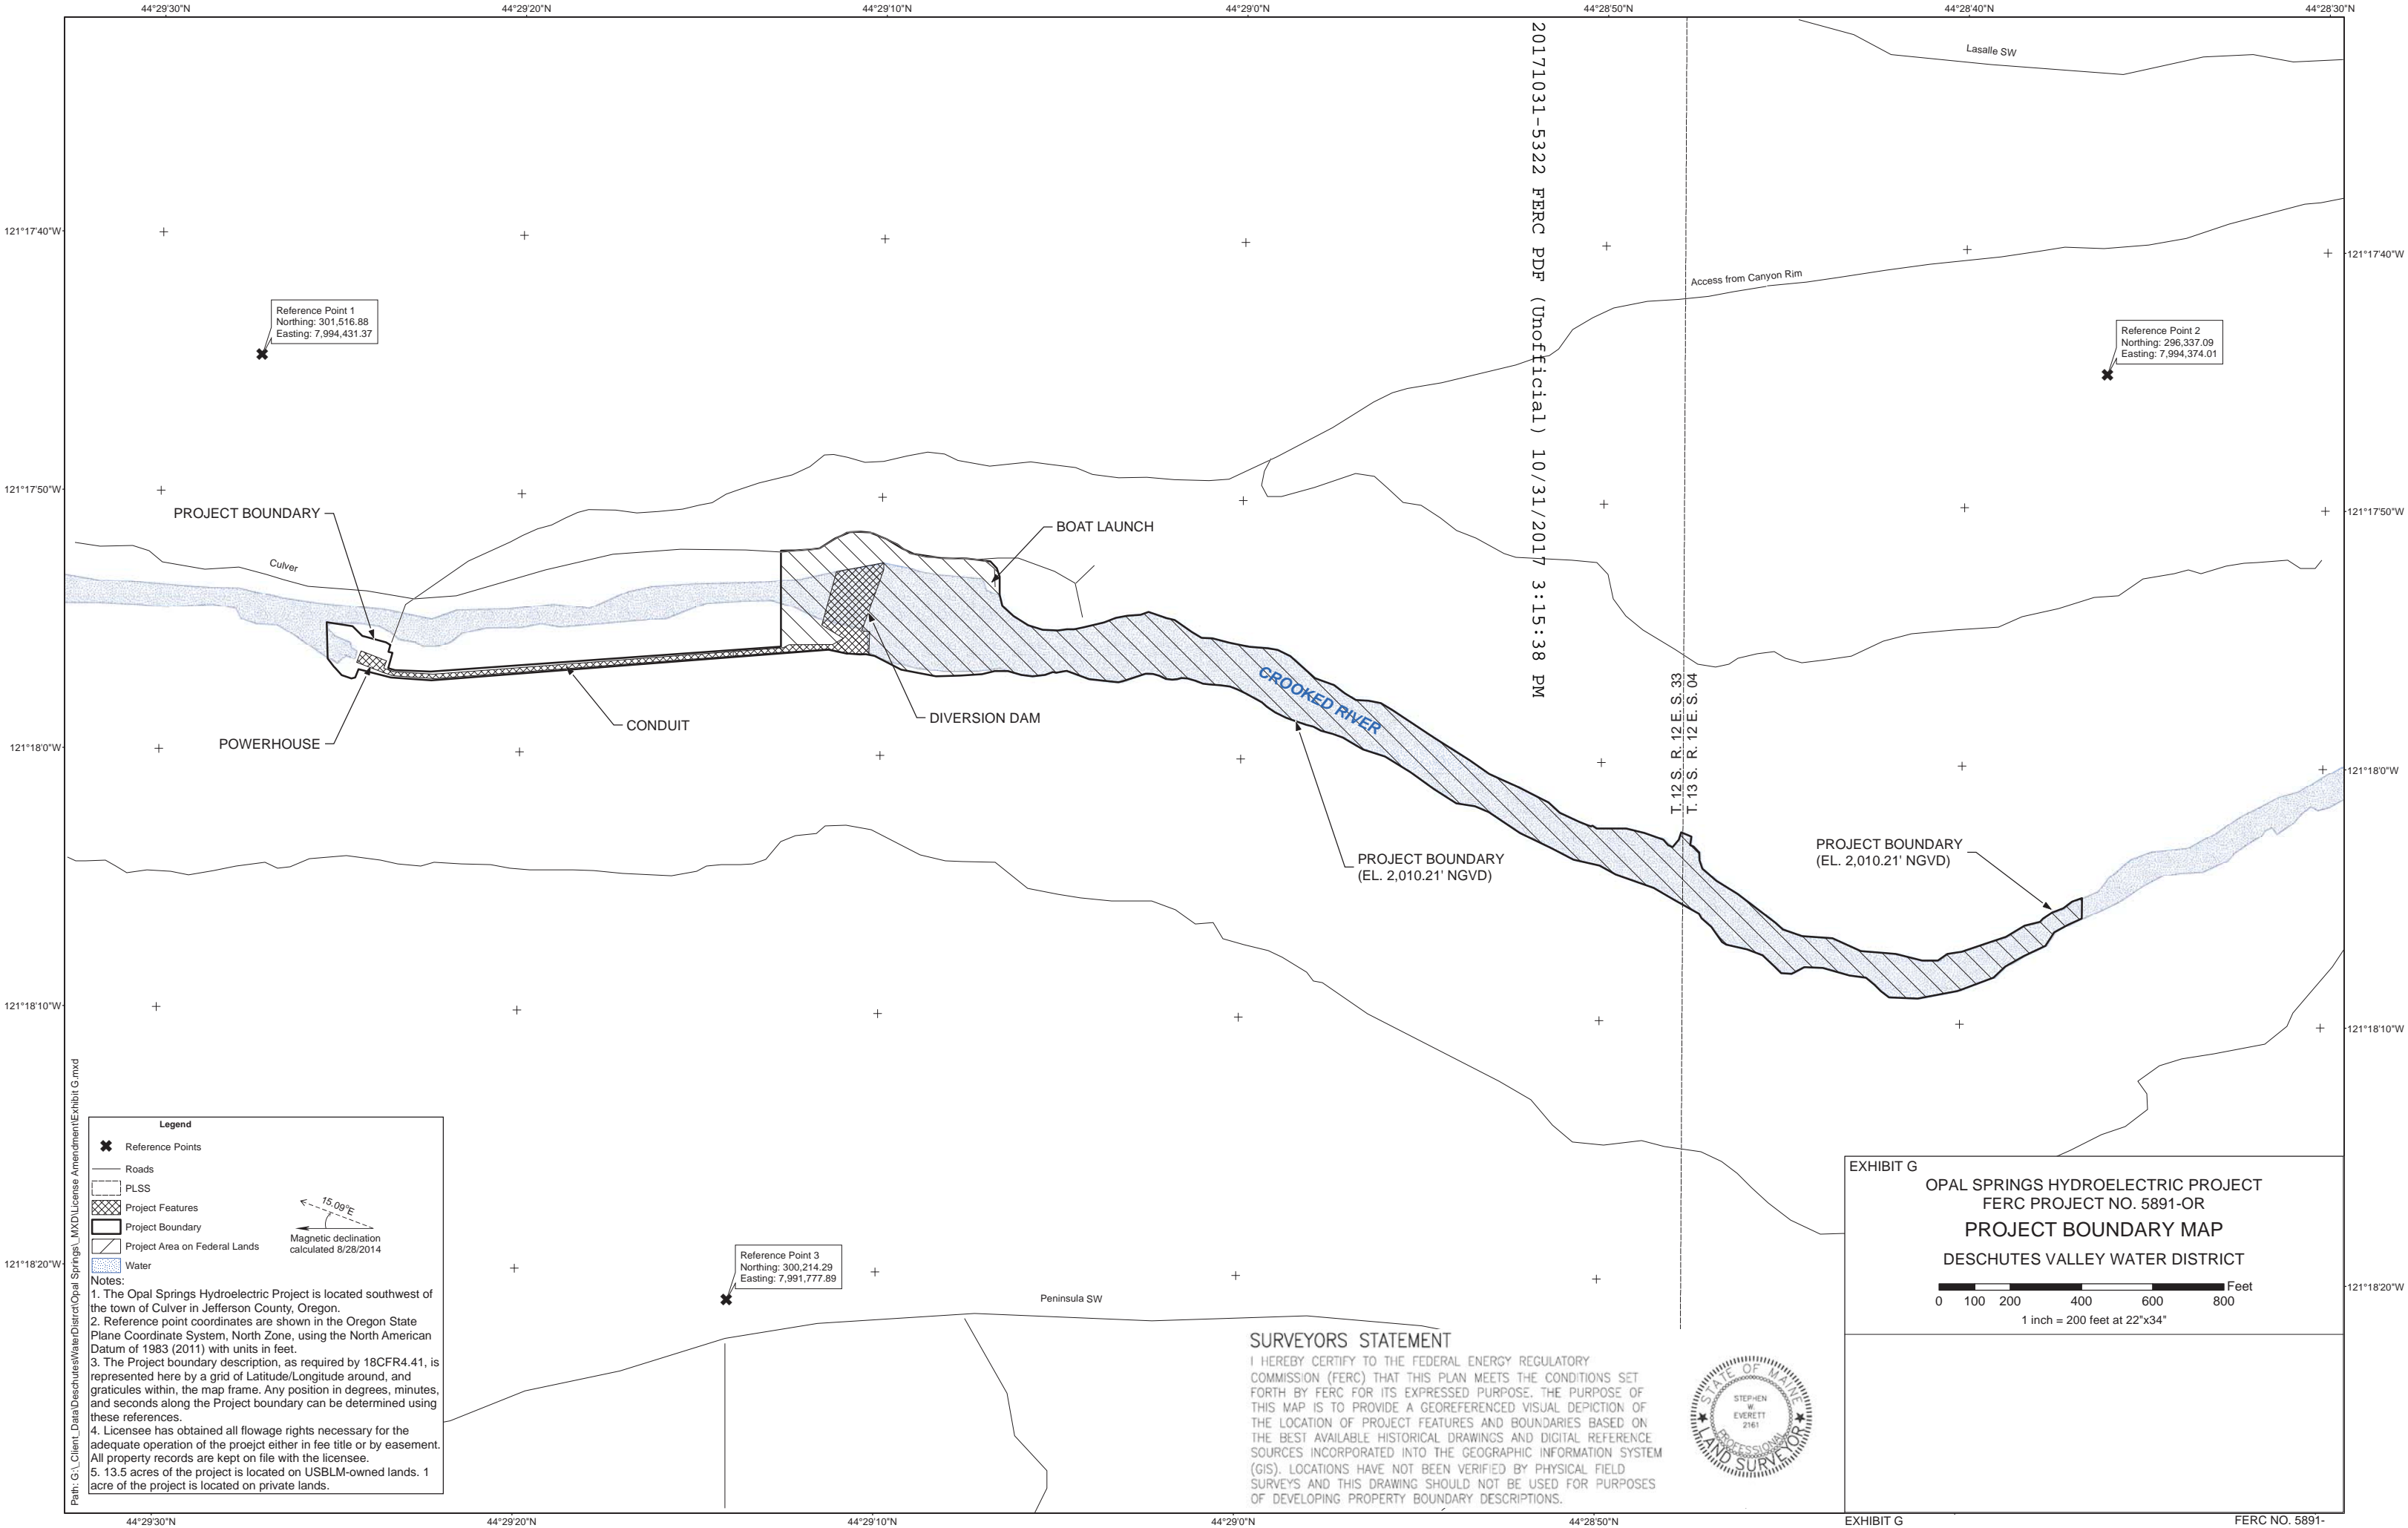 44°29'30"N
44°29'20"N
44°29'10"N
44°29'0"N
44°28'50"N
44°28'40"N
44°28'30"N
Lasalle SW
20171031-5322 FERC PDF (Unofficial) 10/31/2017 3:15:38 PM
121°17'40"W
121°17'40"W
Access from Canyon Rim
Reference Point 1
Northing: 301,516.88
Easting: 7,994,431.37
Reference Point 2
Northing: 296,337.09
Easting: 7,994,374.01
121°17'50"W
121°17'50"W
PROJECT BOUNDARY
BOAT LAUNCH
Culver
CROOKED RIVER
T. 12 S. R. 12 E. S. 33
T. 13 S. R. 12 E. S. 04
DIVERSION DAM
CONDUIT
POWERHOUSE
121°18'0"W
121°18'0"W
PROJECT BOUNDARY
(EL. 2,010.21' NGVD)
PROJECT BOUNDARY
(EL. 2,010.21' NGVD)
121°18'10"W
121°18'10"W
Path: G:\_Client_Data\DeschutesWaterDistrct\Opal Springs\_MXD\License Amendment\Exhibit G.mxd
Legend
Reference Points
Roads
PLSS
Project Features
Project Boundary
Project Area on Federal Lands
Water
15.09°E
Magnetic declination
calculated 8/28/2014
Notes:
1. The Opal Springs Hydroelectric Project is located southwest of
the town of Culver in Jefferson County, Oregon.
2. Reference point coordinates are shown in the Oregon State
Plane Coordinate System, North Zone, using the North American
Datum of 1983 (2011) with units in feet.
3. The Project boundary description, as required by 18CFR4.41, is
represented here by a grid of Latitude/Longitude around, and
graticules within, the map frame. Any position in degrees, minutes,
and seconds along the Project boundary can be determined using
these references.
4. Licensee has obtained all flowage rights necessary for the
adequate operation of the proejct either in fee title or by easement.
All property records are kept on file with the licensee.
5. 13.5 acres of the project is located on USBLM-owned lands. 1
acre of the project is located on private lands.
121°18'20"W
121°18'20"W
Reference Point 3
Northing: 300,214.29
Easting: 7,991,777.89
Peninsula SW
SURVEYORS STATEMENT
I HEREBY CERTIFY TO THE FEDERAL ENERGY REGULATORY
COMMISSION (FERC) THAT THIS PLAN MEETS THE CONDITIONS SET
FORTH BY FERC FOR ITS EXPRESSED PURPOSE. THE PURPOSE OF
THIS MAP IS TO PROVIDE A GEOREFERENCED VISUAL DEPICTION OF
THE LOCATION OF PROJECT FEATURES AND BOUNDARIES BASED ON
THE BEST AVAILABLE HISTORICAL DRAWINGS AND DIGITAL REFERENCE
SOURCES INCORPORATED INTO THE GEOGRAPHIC INFORMATION SYSTEM
(GIS). LOCATIONS HAVE NOT BEEN VERIFIED BY PHYSICAL FIELD
SURVEYS AND THIS DRAWING SHOULD NOT BE USED FOR PURPOSES
OF DEVELOPING PROPERTY BOUNDARY DESCRIPTIONS.
STATE OF MAINE
STEPHEN
W.
EVERETT
2161
PROFESSIONAL
LAND SURVEYOR
EXHIBIT G
OPAL SPRINGS HYDROELECTRIC PROJECT
FERC PROJECT NO. 5891-OR
PROJECT BOUNDARY MAP
DESCHUTES VALLEY WATER DISTRICT
Feet
0 100 200 400 600 800
1 inch = 200 feet at 22"x34"
44°29'30"N
44°29'20"N
44°29'10"N
44°29'0"N
44°28'50"N
EXHIBIT G
FERC NO. 5891-